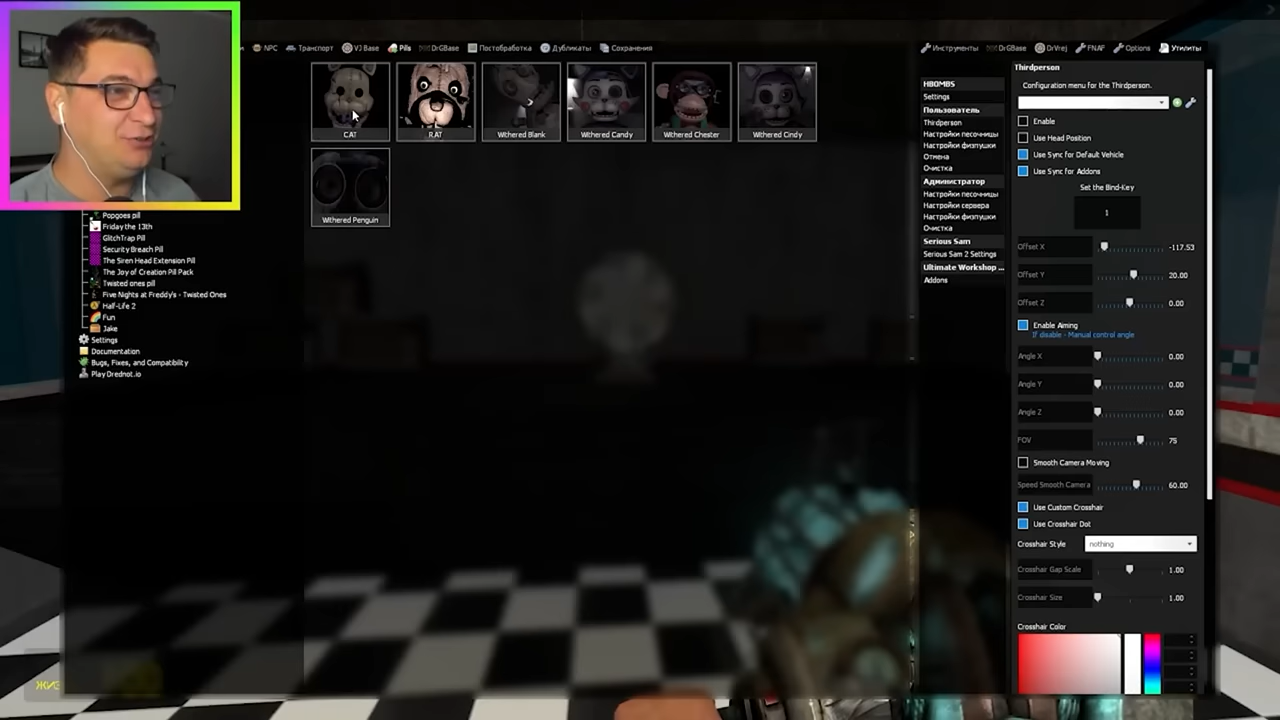 NPC Транспорт VJ Base Pils DrGBase Постобработка Дубликаты Сохранения
Инструменты DrGBase DrVrej FNAF Options Утилиты
CAT
RAT
Withered Blank
Withered Candy
Withered Chester
Withered Cindy
Withered Penguin
Popgoes pill
Friday the 13th
GlitchTrap Pill
Security Breach Pill
The Siren Head Extension Pill
The Joy of Creation Pill Pack
Twisted ones pill
Five Nights at Freddy's - Twisted Ones
Half-Life 2
Fun
Jake
Settings
Documentation
Bugs, Fixes, and Compatibility
Play Drednot.io
HBOMBS
Settings
Пользователь
Thirdperson
Настройки песочницы
Настройки физпушки
Отмена
Очистка
Администратор
Настройки песочницы
Настройки сервера
Настройки физпушки
Очистка
Serious Sam
Serious Sam 2 Settings
Ultimate Workshop ...
Addons
Thirdperson
Configuration menu for the Thirdperson.
Enable
Use Head Position
Use Sync for Default Vehicle
Use Sync for Addons
Set the Bind-Key
1
Offset X -117.53
Offset Y 20.00
Offset Z 0.00
Enable Aiming
If disable - Manual control angle
Angle X 0.00
Angle Y 0.00
Angle Z 0.00
FOV 75
Smooth Camera Moving
Speed Smooth Camera 60.00
Use Custom Crosshair
Use Crosshair Dot
Crosshair Style nothing
Crosshair Gap Scale 1.00
Crosshair Size 1.00
Crosshair Color